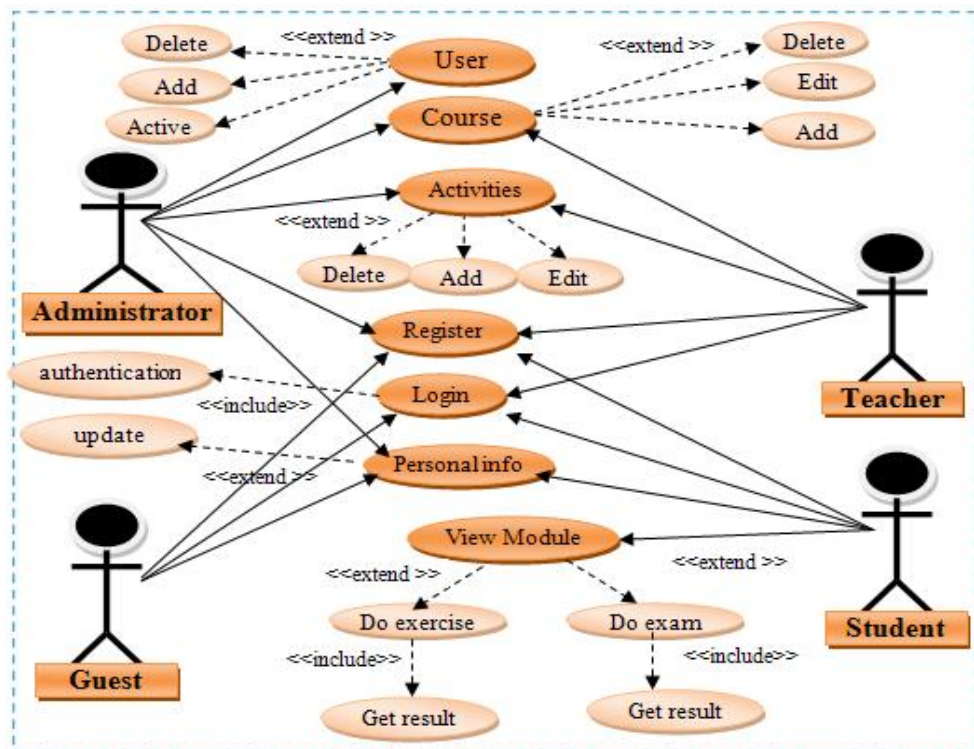 <<extend >>
Delete
User
<<extend >>
Delete
Add
Edit
Active
Course
Add
Activities
<<extend >>
Delete
Add
Edit
Administrator
Register
authentication
<<include>>
Login
Teacher
update
<<extend >>
Personal info
View Module
<<extend >>
<<extend >>
Do exercise
Do exam
Student
<<include>>
<<include>>
Guest
Get result
Get result